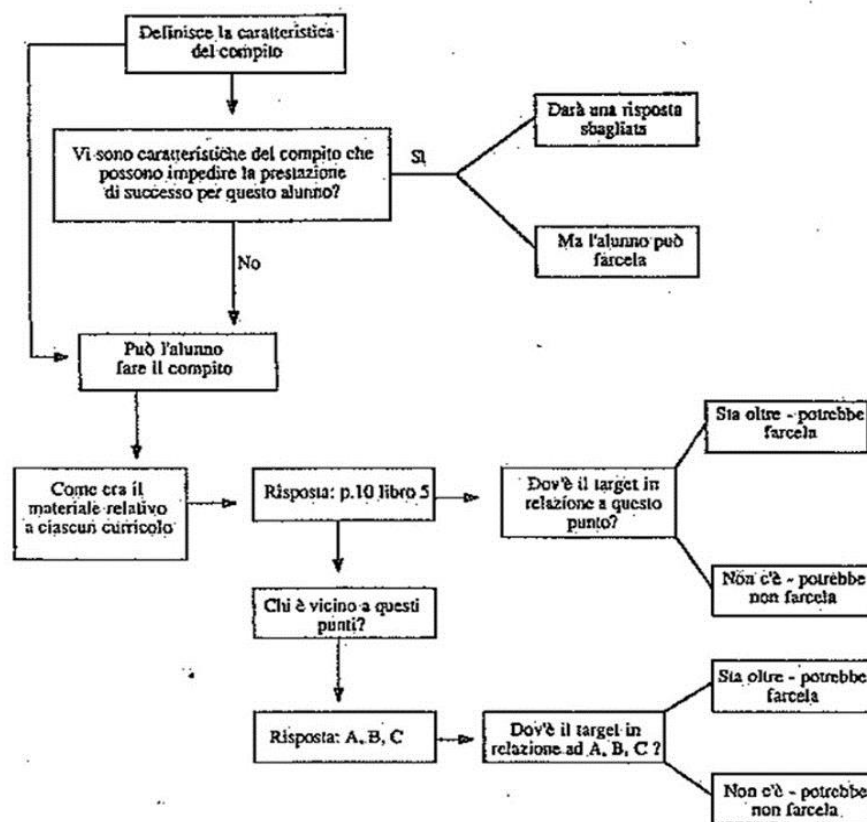 Definisce la caratteristica
del compito
Vi sono caratteristiche del compito che
possono impedire la prestazione
di successo per questo alunno?
Sì
Darà una risposta
sbagliata
Ma l'alunno può
farcela
No
Può l'alunno
fare il compito
Come era il
materiale relativo
a ciascun curricolo
Risposta: p.10 libro 5
Dov'è il target in
relazione a questo
punto?
Sta oltre - potrebbe
farcela
Non c'è - potrebbe
non farcela
Chi è vicino a questi
punti?
Risposta: A, B, C
Dov'è il target in
relazione ad A, B, C ?
Sta oltre - potrebbe
farcela
Non c'è - potrebbe
non farcela